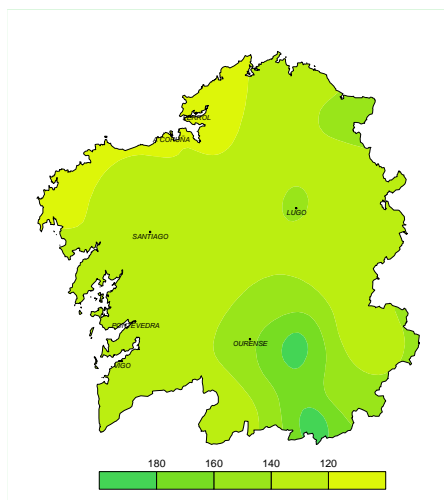 FERROL
CORUÑA
LUGO
SANTIAGO
PONTEVEDRA
OURENSE
VIGO
180 160 140 120